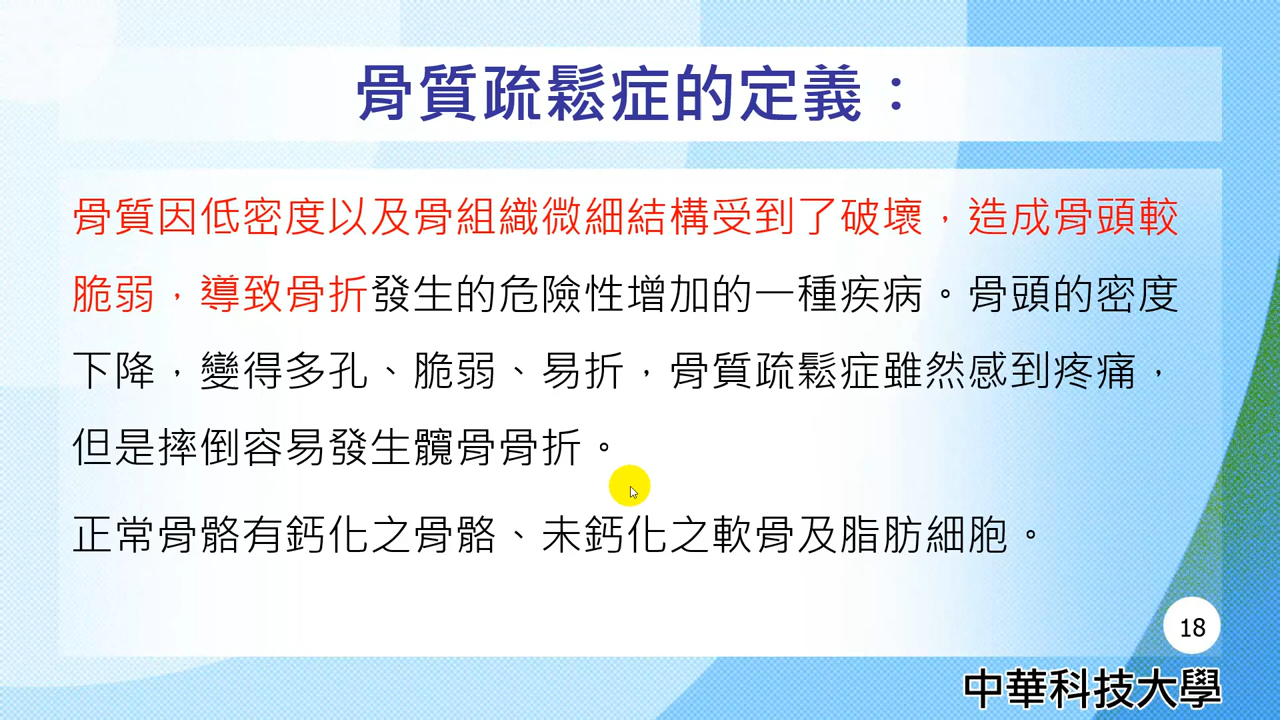 骨質疏鬆症的定義：
骨質因低密度以及骨組織微細結構受到了破壞，造成骨頭較
脆弱，導致骨折發生的危險性增加的一種疾病。骨頭的密度
下降，變得多孔、脆弱、易折，骨質疏鬆症雖然感到疼痛，
但是摔倒容易發生髖骨骨折。
正常骨骼有鈣化之骨骼、未鈣化之軟骨及脂肪細胞。
18
中華科技大學